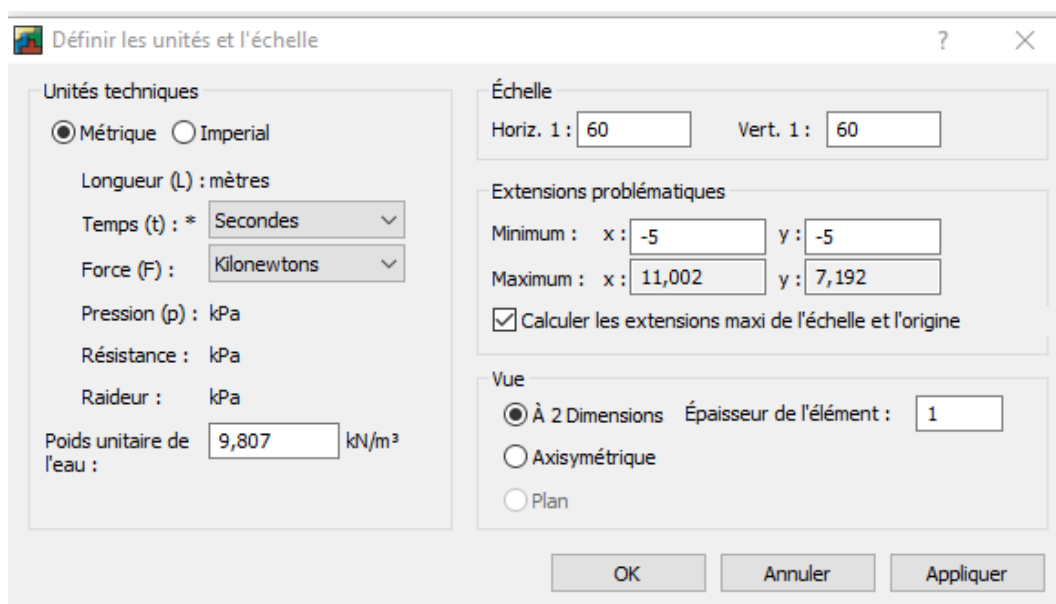 Définir les unités et l'échelle ?
Unités techniques
Métrique Imperial
Longueur (L) : mètres
Temps (t) : * Secondes
Force (F) : Kilonewtons
Pression (p) : kPa
Résistance : kPa
Raideur : kPa
Poids unitaire de l'eau : 9,807 kN/m³
Échelle
Horiz. 1 : 60 Vert. 1 : 60
Extensions problématiques
Minimum : x : -5 y : -5
Maximum : x : 11,002 y : 7,192
Calculer les extensions maxi de l'échelle et l'origine
Vue
À 2 Dimensions Épaisseur de l'élément : 1
Axisymétrique
Plan
OK Annuler Appliquer